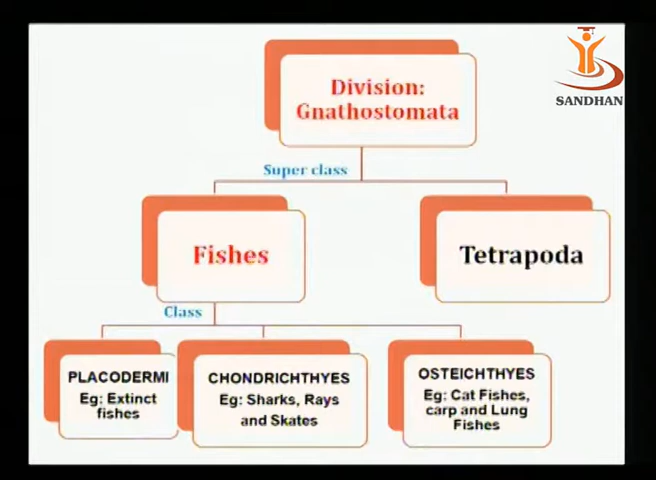 SANDHAN
Division:
Gnathostomata
Super class
Fishes
Tetrapoda
Class
PLACODERMI
Eg: Extinct
fishes
CHONDRICHTHYES
Eg: Sharks, Rays
and Skates
OSTEICHTHYES
Eg: Cat Fishes,
carp and Lung
Fishes